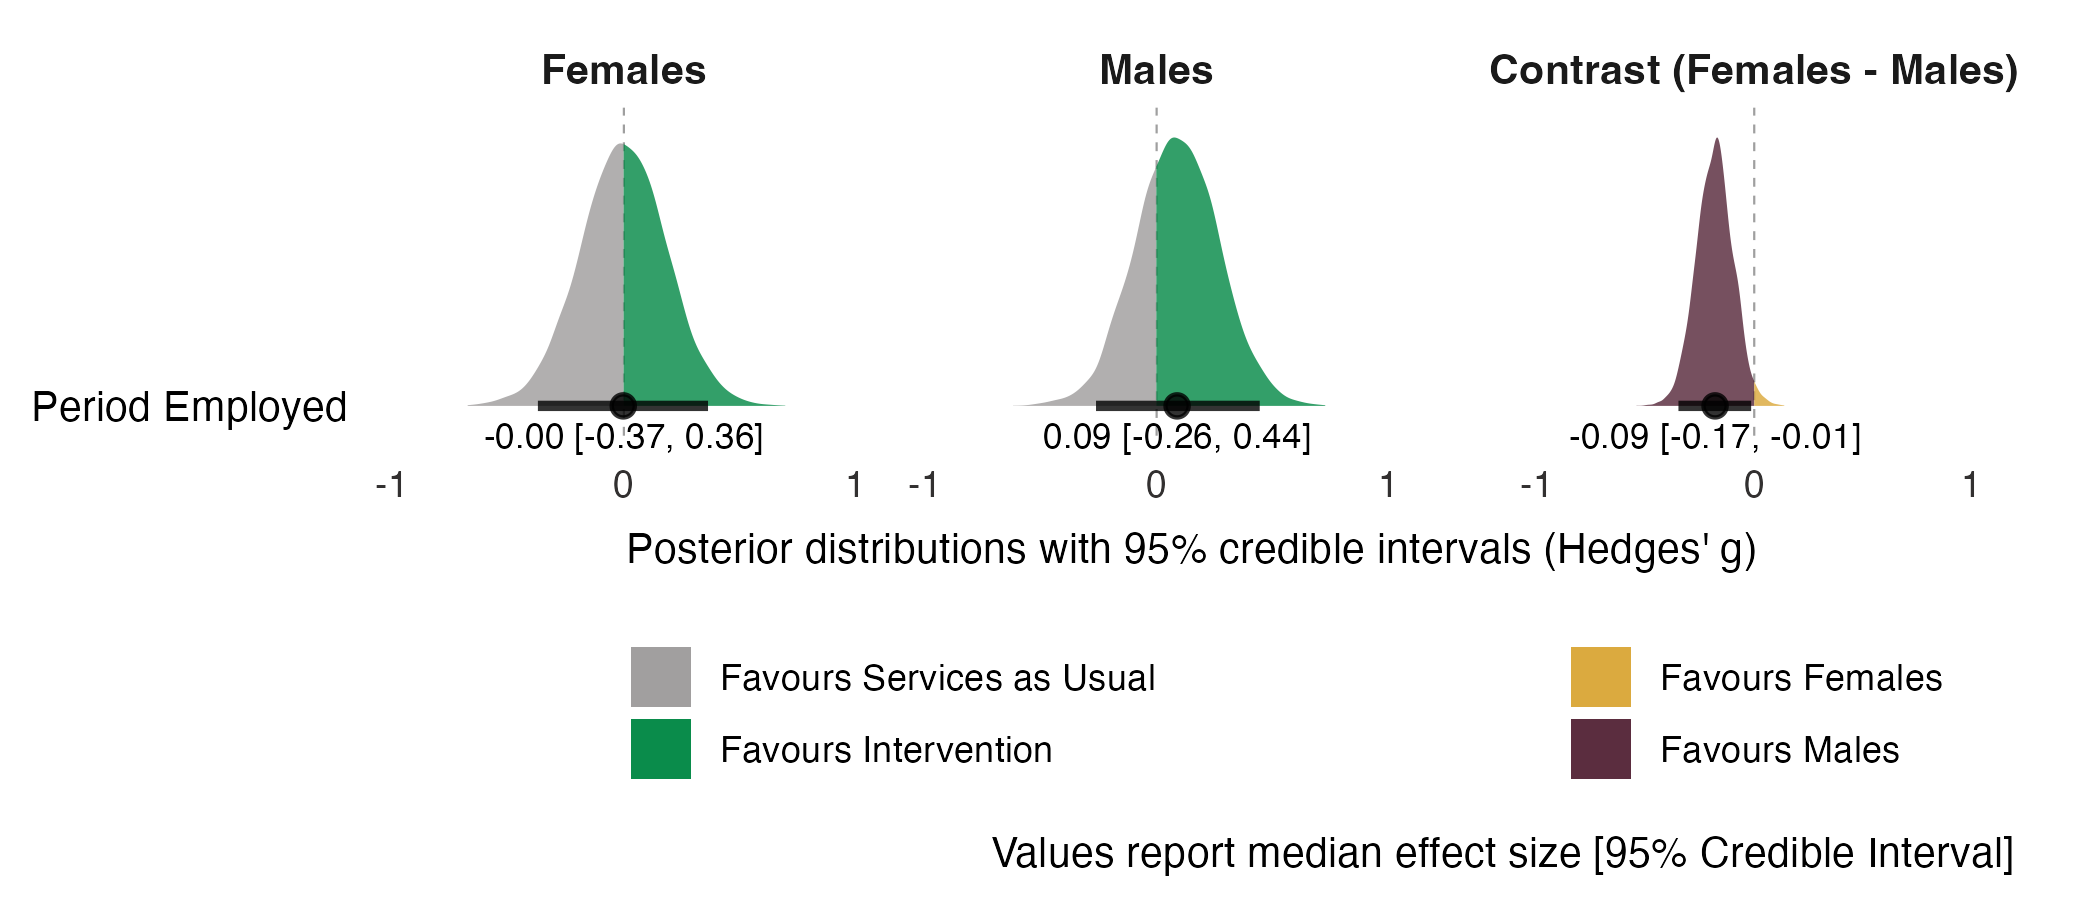 Females
Males
Contrast (Females - Males)
Period Employed
-0.00 [-0.37, 0.36]
0.09 [-0.26, 0.44]
-0.09 [-0.17, -0.01]
-1 0 1 -1 0 1 -1 0 1
Posterior distributions with 95% credible intervals (Hedges' g)
Favours Services as Usual
Favours Intervention
Favours Females
Favours Males
Values report median effect size [95% Credible Interval]